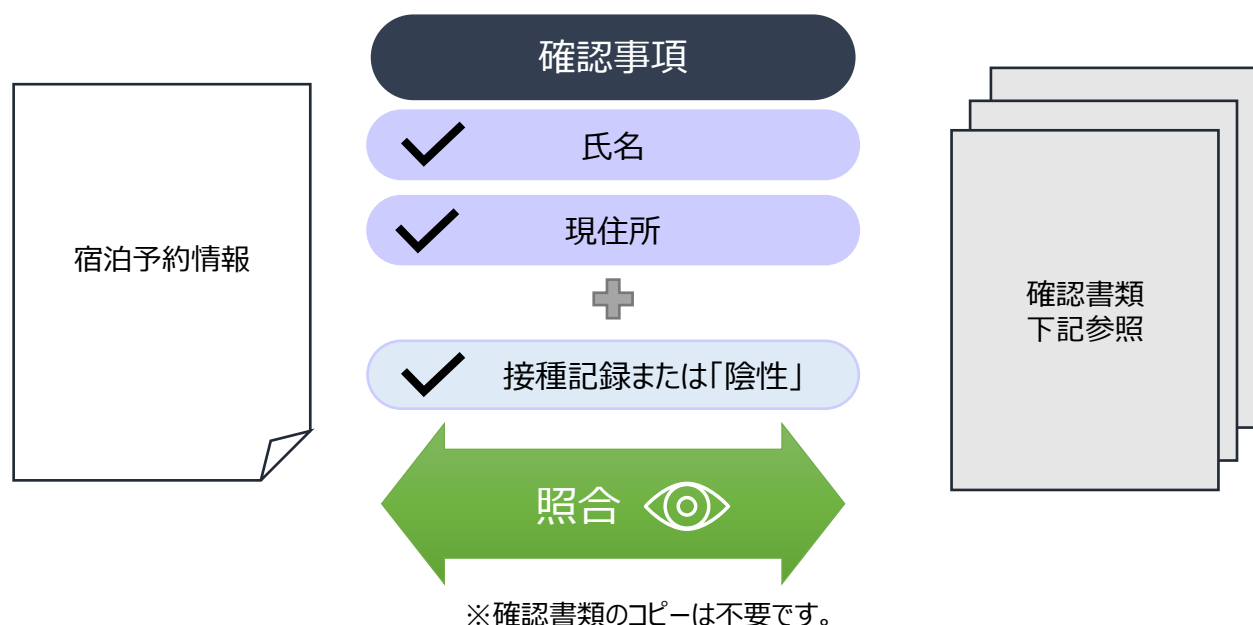 確認事項
氏名
現住所
宿泊予約情報
接種記録または「陰性」
確認書類
下記参照
照合
※確認書類のコピーは不要です。